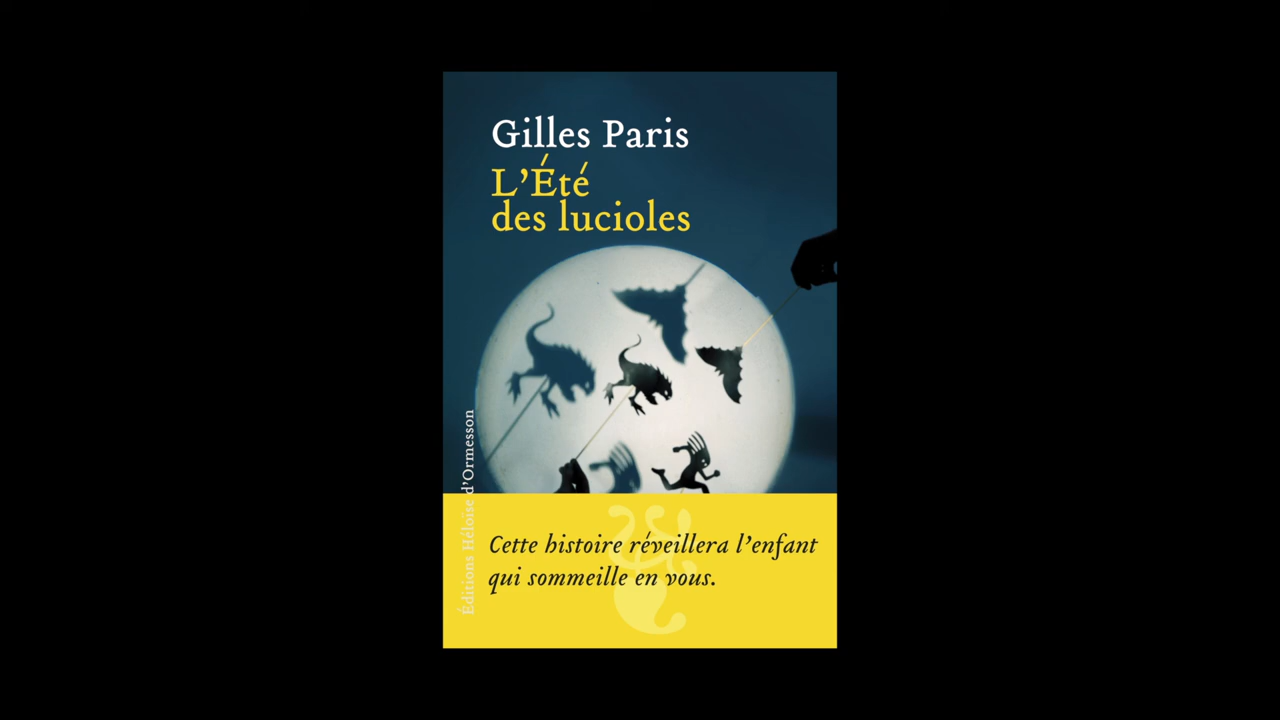 Gilles Paris
L'Été
des lucioles
Éditions Héloïse d'Ormesson
Cette histoire réveillera l'enfant
qui sommeille en vous.